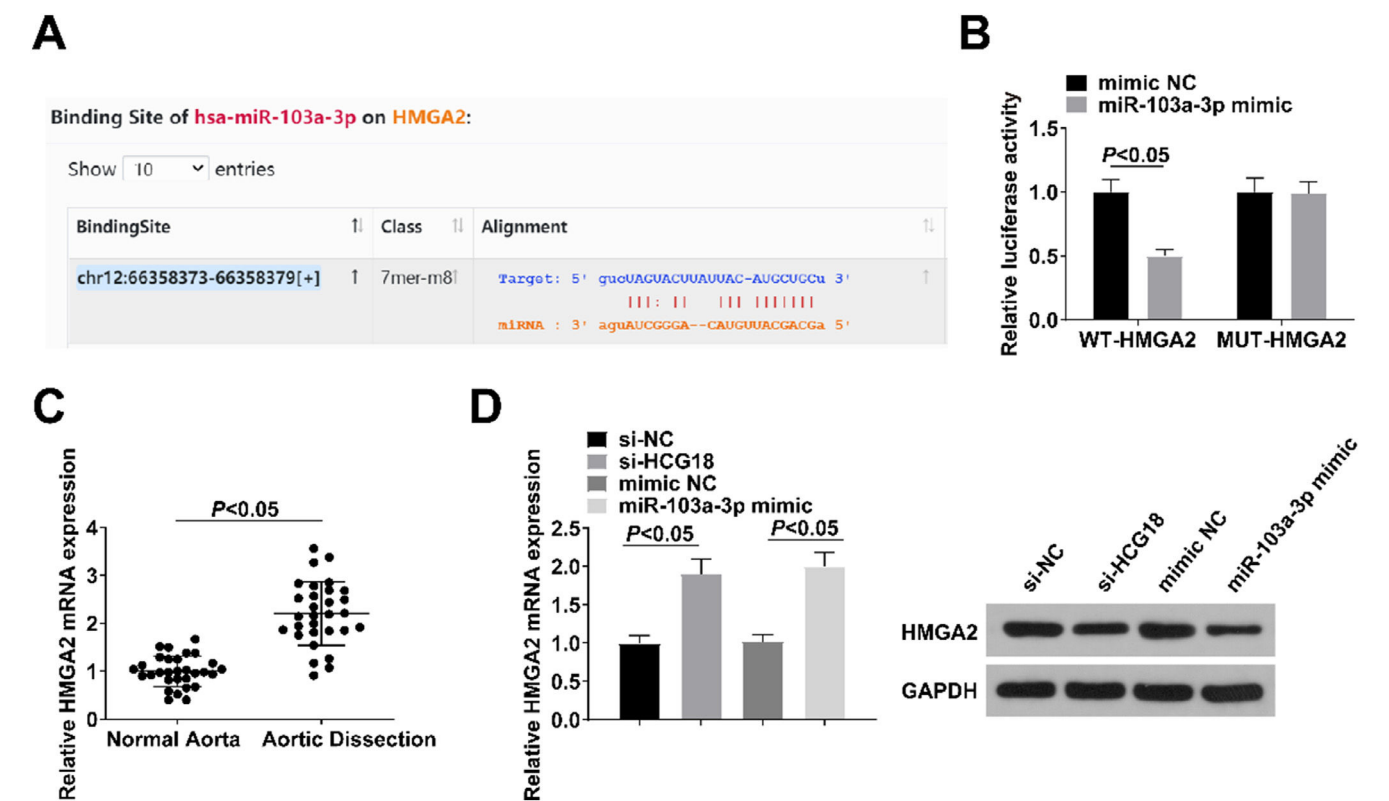 A
Binding Site of hsa-miR-103a-3p on HMGA2:
Show 10 entries
BindingSite Class Alignment
chr12:66358373-66358379[+] 7mer-m8
Target: 5' gucUAGUACUUAUUAC-AUGCUGCu 3'
|||: || ||| |||||||
miRNA : 3' aguAUCGGGA--CAUGUUACGACGa 5'
B
mimic NC
miR-103a-3p mimic
Relative luciferase activity
1.5
1.0
0.5
0.0
P<0.05
WT-HMGA2 MUT-HMGA2
C
Relative HMGA2 mRNA expression
4
3
2
1
0
P<0.05
Normal Aorta Aortic Dissection
D
si-NC
si-HCG18
mimic NC
miR-103a-3p mimic
Relative HMGA2 mRNA expression
2.5
2.0
1.5
1.0
0.5
0.0
P<0.05
P<0.05
si-NC
si-HCG18
mimic NC
miR-103a-3p mimic
HMGA2
GAPDH